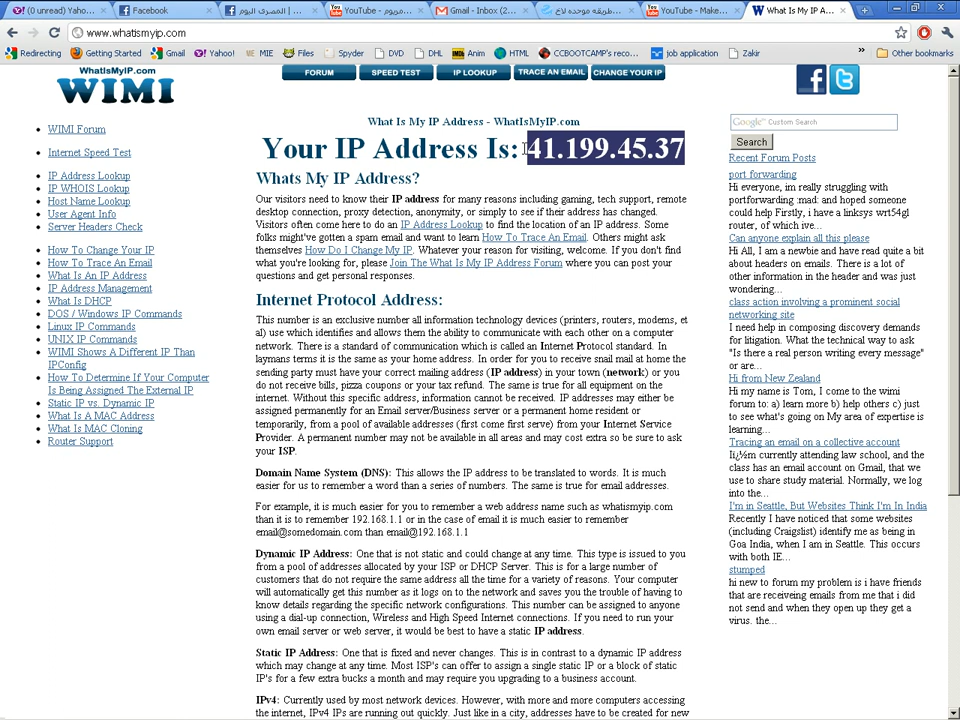 (0 unread) Yahoo...
Facebook
المصرى اليوم | ...
YouTube - مريوم...
Gmail - Inbox (2...
طريقه موحده لاع
YouTube - Make...
What Is My IP A...
www.whatismyip.com
Redirecting
Getting Started
Gmail
Yahoo!
MIE
Files
Spyder
DVD
DHL
Anim
HTML
CCBOOTCAMP's reco...
job application
Zakir
»
Other bookmarks
WhatIsMyIP.com
WIMI
FORUM
SPEED TEST
IP LOOKUP
TRACE AN EMAIL
CHANGE YOUR IP
WIMI Forum
Internet Speed Test
IP Address Lookup
IP WHOIS Lookup
Host Name Lookup
User Agent Info
Server Headers Check
How To Change Your IP
How To Trace An Email
What Is An IP Address
IP Address Management
What Is DHCP
DOS / Windows IP Commands
Linux IP Commands
UNIX IP Commands
WIMI Shows A Different IP Than
IPConfig
How To Determine If Your Computer
Is Being Assigned The External IP
Static IP vs. Dynamic IP
What Is A MAC Address
What Is MAC Cloning
Router Support
What Is My IP Address - WhatIsMyIP.com
Your IP Address Is: 41.199.45.37
Whats My IP Address?
Our visitors need to know their IP address for many reasons including gaming, tech support, remote
desktop connection, proxy detection, anonymity, or simply to see if their address has changed.
Visitors often come here to do an IP Address Lookup to find the location of an IP address. Some
folks might've gotten a spam email and want to learn How To Trace An Email. Others might ask
themselves How Do I Change My IP. Whatever your reason for visiting, welcome. If you don't find
what you're looking for, please Join The What Is My IP Address Forum where you can post your
questions and get personal responses.
Internet Protocol Address:
This number is an exclusive number all information technology devices (printers, routers, modems, et
al) use which identifies and allows them the ability to communicate with each other on a computer
network. There is a standard of communication which is called an Internet Protocol standard. In
laymans terms it is the same as your home address. In order for you to receive snail mail at home the
sending party must have your correct mailing address (IP address) in your town (network) or you
do not receive bills, pizza coupons or your tax refund. The same is true for all equipment on the
internet. Without this specific address, information cannot be received. IP addresses may either be
assigned permanently for an Email server/Business server or a permanent home resident or
temporarily, from a pool of available addresses (first come first serve) from your Internet Service
Provider. A permanent number may not be available in all areas and may cost extra so be sure to ask
your ISP.
Domain Name System (DNS): This allows the IP address to be translated to words. It is much
easier for us to remember a word than a series of numbers. The same is true for email addresses.
For example, it is much easier for you to remember a web address name such as whatismyip.com
than it is to remember 192.168.1.1 or in the case of email it is much easier to remember
email@somedomain.com than email@192.168.1.1
Dynamic IP Address: One that is not static and could change at any time. This type is issued to you
from a pool of addresses allocated by your ISP or DHCP Server. This is for a large number of
customers that do not require the same address all the time for a variety of reasons. Your computer
will automatically get this number as it logs on to the network and saves you the trouble of having to
know details regarding the specific network configurations. This number can be assigned to anyone
using a dial-up connection, Wireless and High Speed Internet connections. If you need to run your
own email server or web server, it would be best to have a static IP address.
Static IP Address: One that is fixed and never changes. This is in contrast to a dynamic IP address
which may change at any time. Most ISP's can offer to assign a single static IP or a block of static
IP's for a few extra bucks a month and may require you upgrading to a business account.
IPv4: Currently used by most network devices. However, with more and more computers accessing
the internet, IPv4 IPs are running out quickly. Just like in a city, addresses have to be created for new
Google™ Custom Search
Search
Recent Forum Posts
port forwarding
Hi everyone, im really struggling with
portforwarding :mad: and hoped someone
could help Firstly, i have a linksys wrt54gl
router, of which ive...
Can anyone explain all this please
Hi All, I am a newbie and have read quite a bit
about headers on emails. There is a lot of
other information in the header and was just
wondering...
class action involving a prominent social
networking site
I need help in composing discovery demands
for litigation. What the technical way to ask
"Is there a real person writing every message"
or are...
Hi from New Zealand
Hi my name is Tom, I come to the wimi
forum to: a) learn more b) help others c) just
to see what's going on My area of expertise is
learning...
Tracing an email on a collective account
Iï¿½m currently attending law school, and the
class has an email account on Gmail, that we
use to share study material. Normally, we log
into the...
I'm in Seattle, But Websites Think I'm In India
Recently I have noticed that some websites
(including Craigslist) identify me as being in
Goa India, when I am in Seattle. This occurs
with both IE...
stumped
hi new to forum my problem is i have friends
that are receiveing emails from me that i did
not send and when they open up they get a
virus. the...